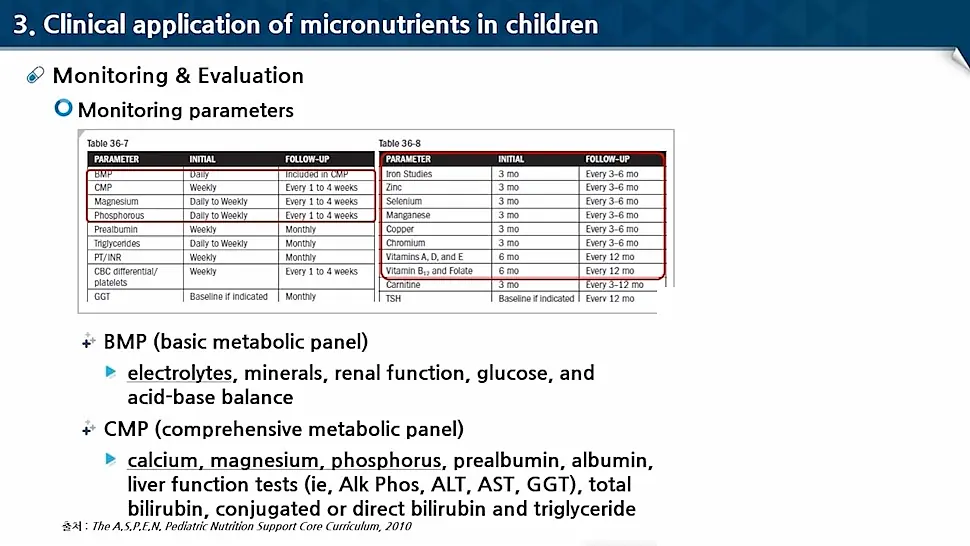 3. Clinical application of micronutrients in children
Monitoring & Evaluation
Monitoring parameters
Table 36-7
PARAMETER INITIAL FOLLOW-UP
BMP Daily Included in CMP
CMP Weekly Every 1 to 4 weeks
Magnesium Daily to Weekly Every 1 to 4 weeks
Phosphorous Daily to Weekly Every 1 to 4 weeks
Prealbumin Weekly Monthly
Triglycerides Daily to Weekly Monthly
PT/INR Weekly Monthly
CBC differential/ Weekly Every 1 to 4 weeks
platelets
GGT Baseline if indicated Monthly
Table 36-8
PARAMETER INITIAL FOLLOW-UP
Iron Studies 3 mo Every 3–6 mo
Zinc 3 mo Every 3–6 mo
Selenium 3 mo Every 3–6 mo
Manganese 3 mo Every 3–6 mo
Copper 3 mo Every 3–6 mo
Chromium 3 mo Every 3–6 mo
Vitamins A, D, and E 6 mo Every 12 mo
Vitamin B₁₂ and Folate 6 mo Every 12 mo
Carnitine 3 mo Every 3–12 mo
TSH Baseline if indicated Every 12 mo
BMP (basic metabolic panel)
electrolytes, minerals, renal function, glucose, and
acid-base balance
CMP (comprehensive metabolic panel)
calcium, magnesium, phosphorus, prealbumin, albumin,
liver function tests (ie, Alk Phos, ALT, AST, GGT), total
bilirubin, conjugated or direct bilirubin and triglyceride
출처 : The A.S.P.E.N. Pediatric Nutrition Support Core Curriculum, 2010